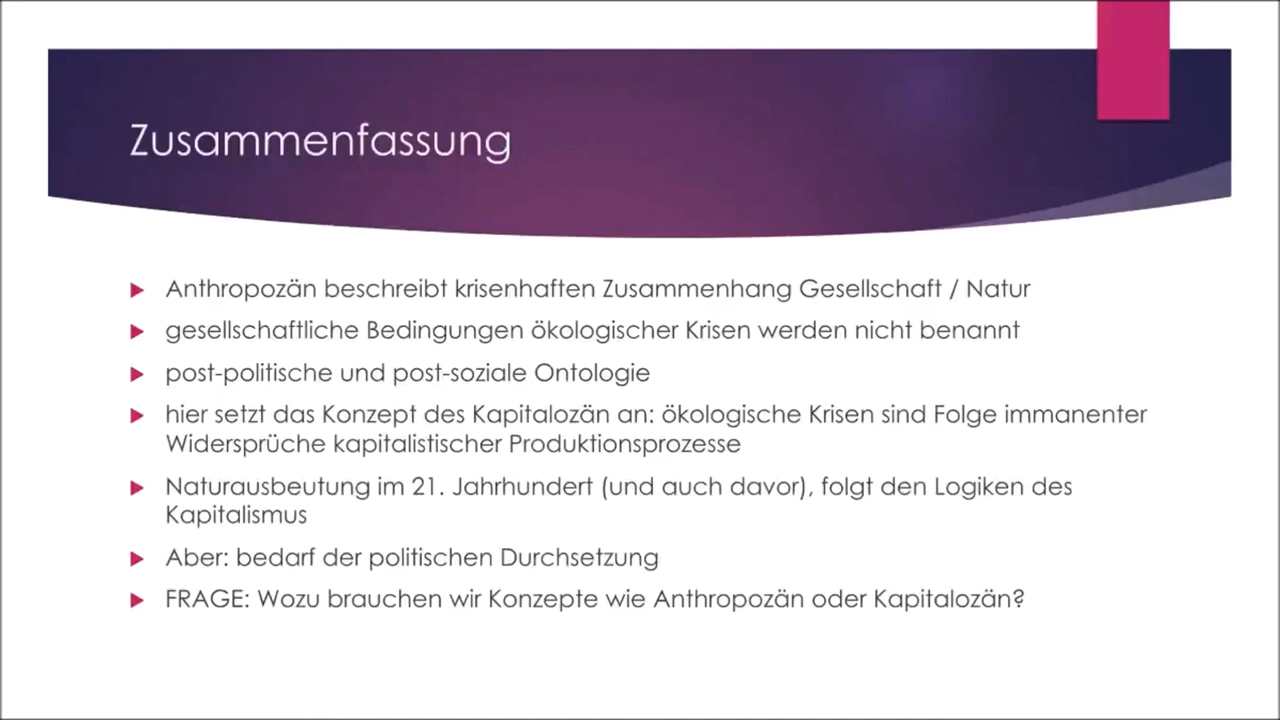 Zusammenfassung
Anthropozän beschreibt krisenhaften Zusammenhang Gesellschaft / Natur
gesellschaftliche Bedingungen ökologischer Krisen werden nicht benannt
post-politische und post-soziale Ontologie
hier setzt das Konzept des Kapitalozän an: ökologische Krisen sind Folge immanenter
Widersprüche kapitalistischer Produktionsprozesse
Naturausbeutung im 21. Jahrhundert (und auch davor), folgt den Logiken des
Kapitalismus
Aber: bedarf der politischen Durchsetzung
FRAGE: Wozu brauchen wir Konzepte wie Anthropozän oder Kapitalozän?